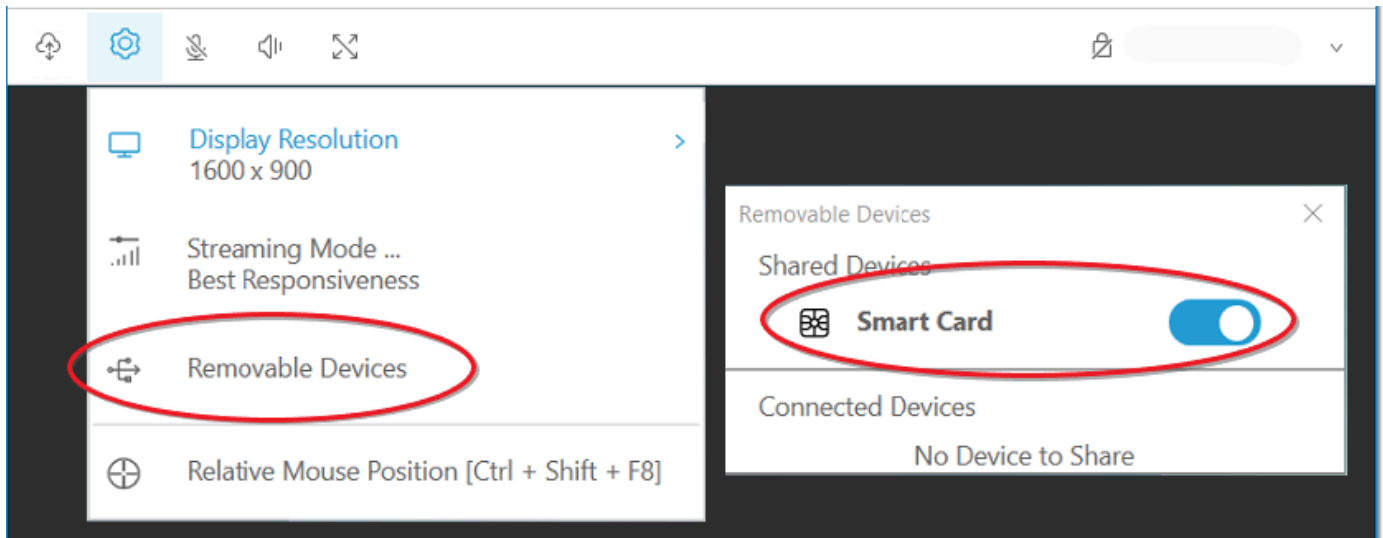 Display Resolution
1600 x 900
Streaming Mode ...
Best Responsiveness
Removable Devices
Relative Mouse Position [Ctrl + Shift + F8]
Removable Devices
Shared Devices
Smart Card
Connected Devices
No Device to Share